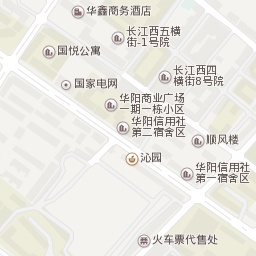 华鑫商务酒店
长江西五横
街-1号院
国悦公寓
长江西四
横街8号院
国家电网
华阳商业广场
一期一栋小区
华阳信用社
第二宿舍区
顺风楼
沁园
华阳信用社
第一宿舍区
火车票代售处